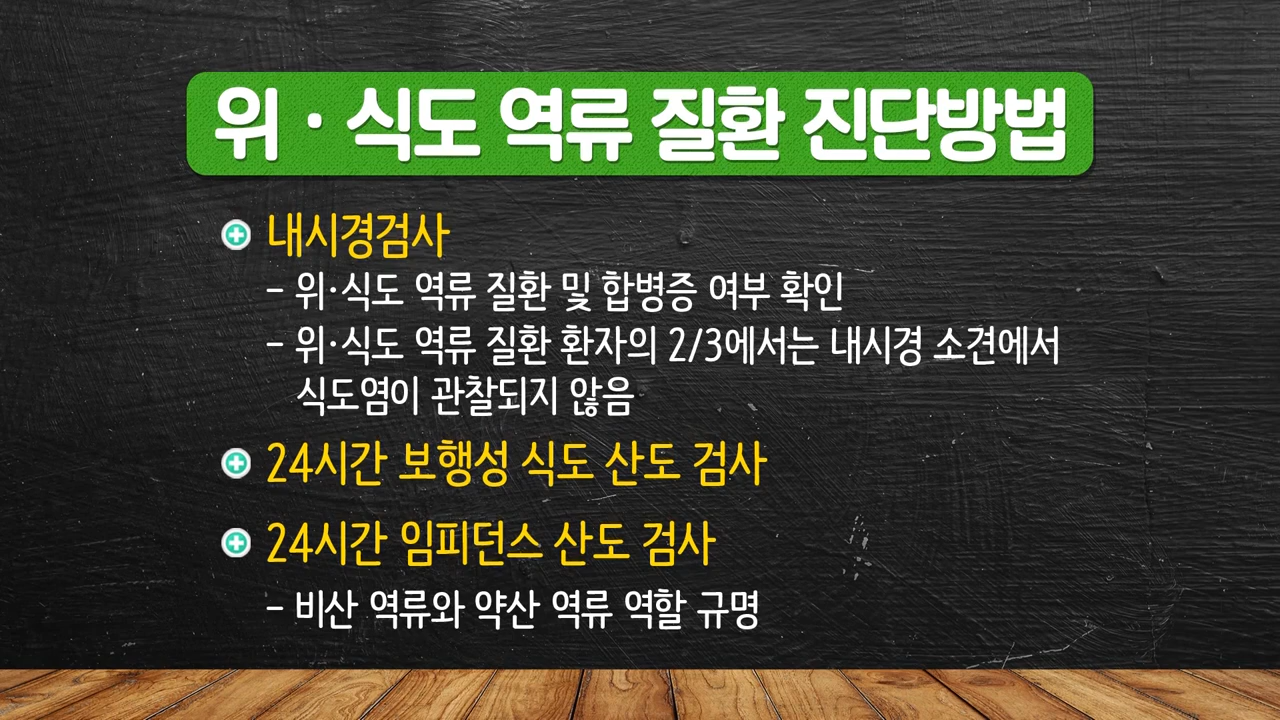 위·식도 역류 질환 진단방법
내시경검사
- 위·식도 역류 질환 및 합병증 여부 확인
- 위·식도 역류 질환 환자의 2/3에서는 내시경 소견에서
식도염이 관찰되지 않음
24시간 보행성 식도 산도 검사
24시간 임피던스 산도 검사
- 비산 역류와 약산 역류 역할 규명